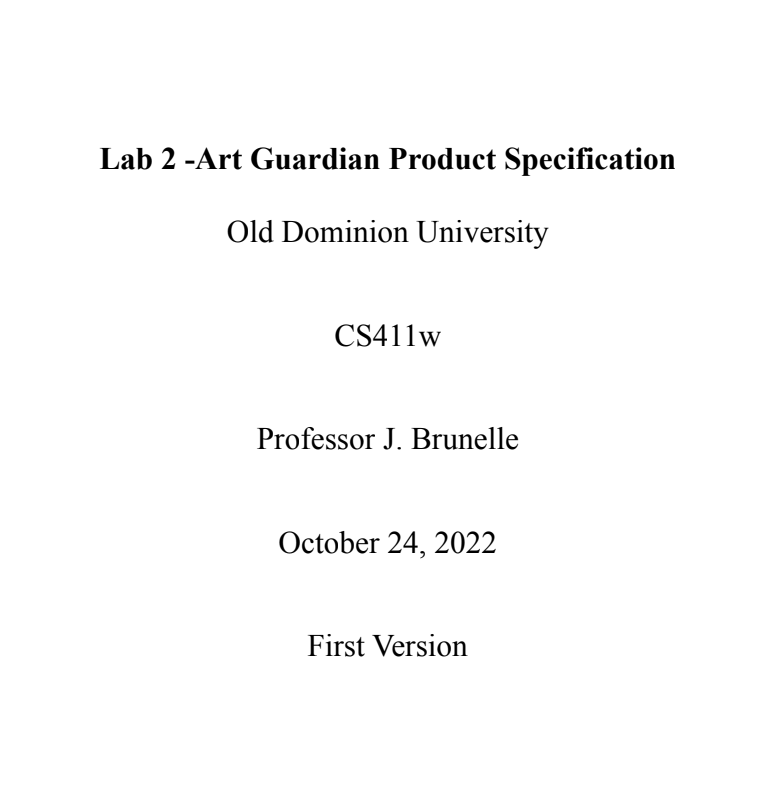 Lab 2 -Art Guardian Product Specification
Old Dominion University
CS411w
Professor J. Brunelle
October 24, 2022
First Version